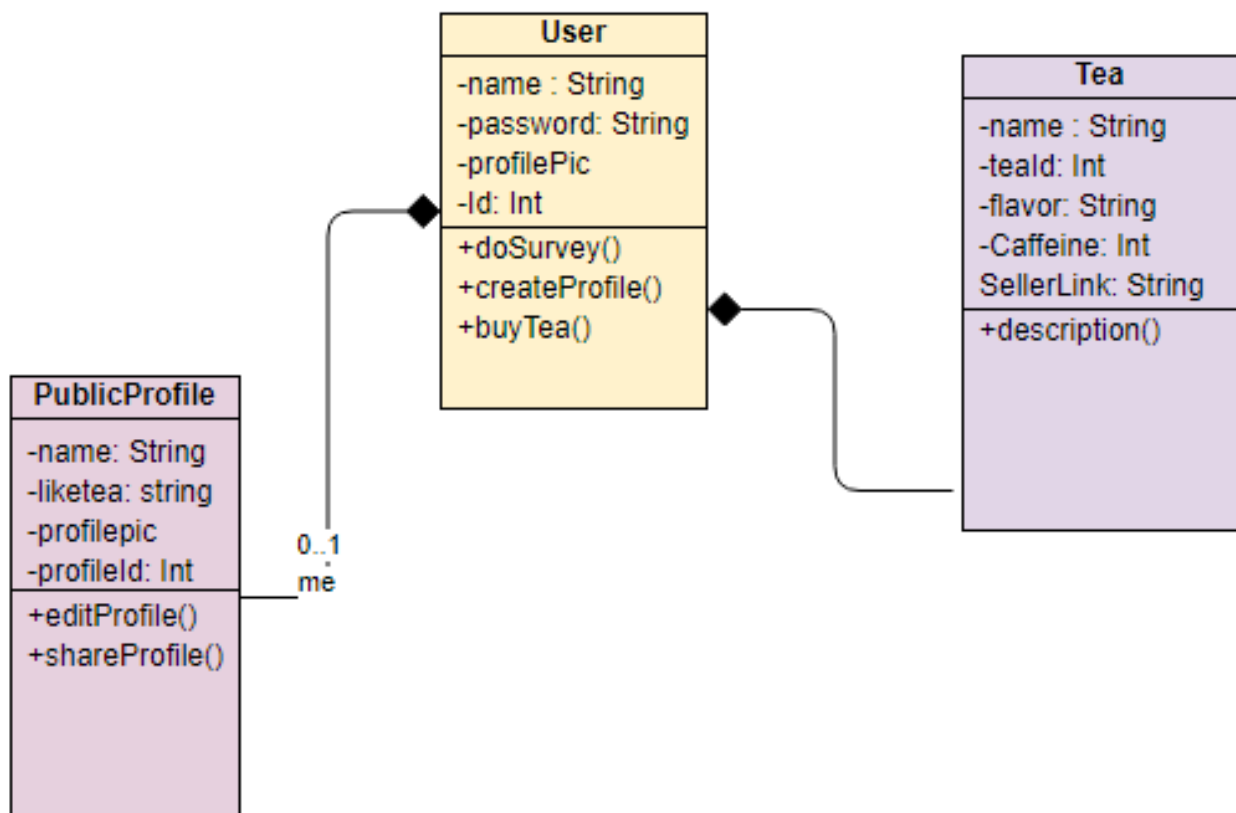 User
-name : String
-password: String
-profilePic
-Id: Int
+doSurvey()
+createProfile()
+buyTea()
Tea
-name : String
-teaId: Int
-flavor: String
-Caffeine: Int
SellerLink: String
+description()
PublicProfile
-name: String
-liketea: string
-profilepic
-profileId: Int
+editProfile()
+shareProfile()
0..1
me